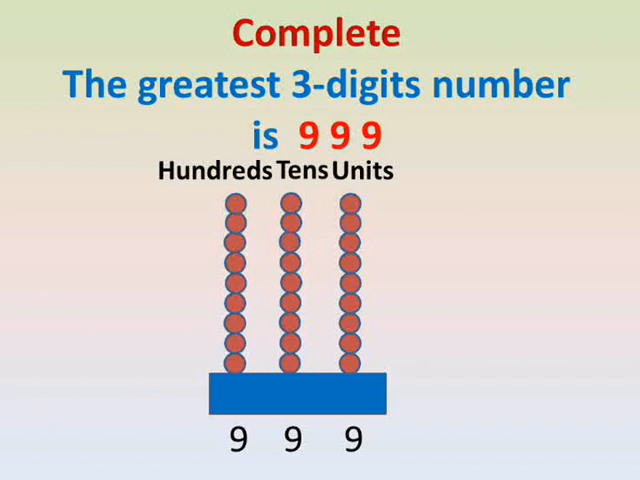 Complete
The greatest 3-digits number
is 9 9 9
Hundreds Tens Units
9 9 9